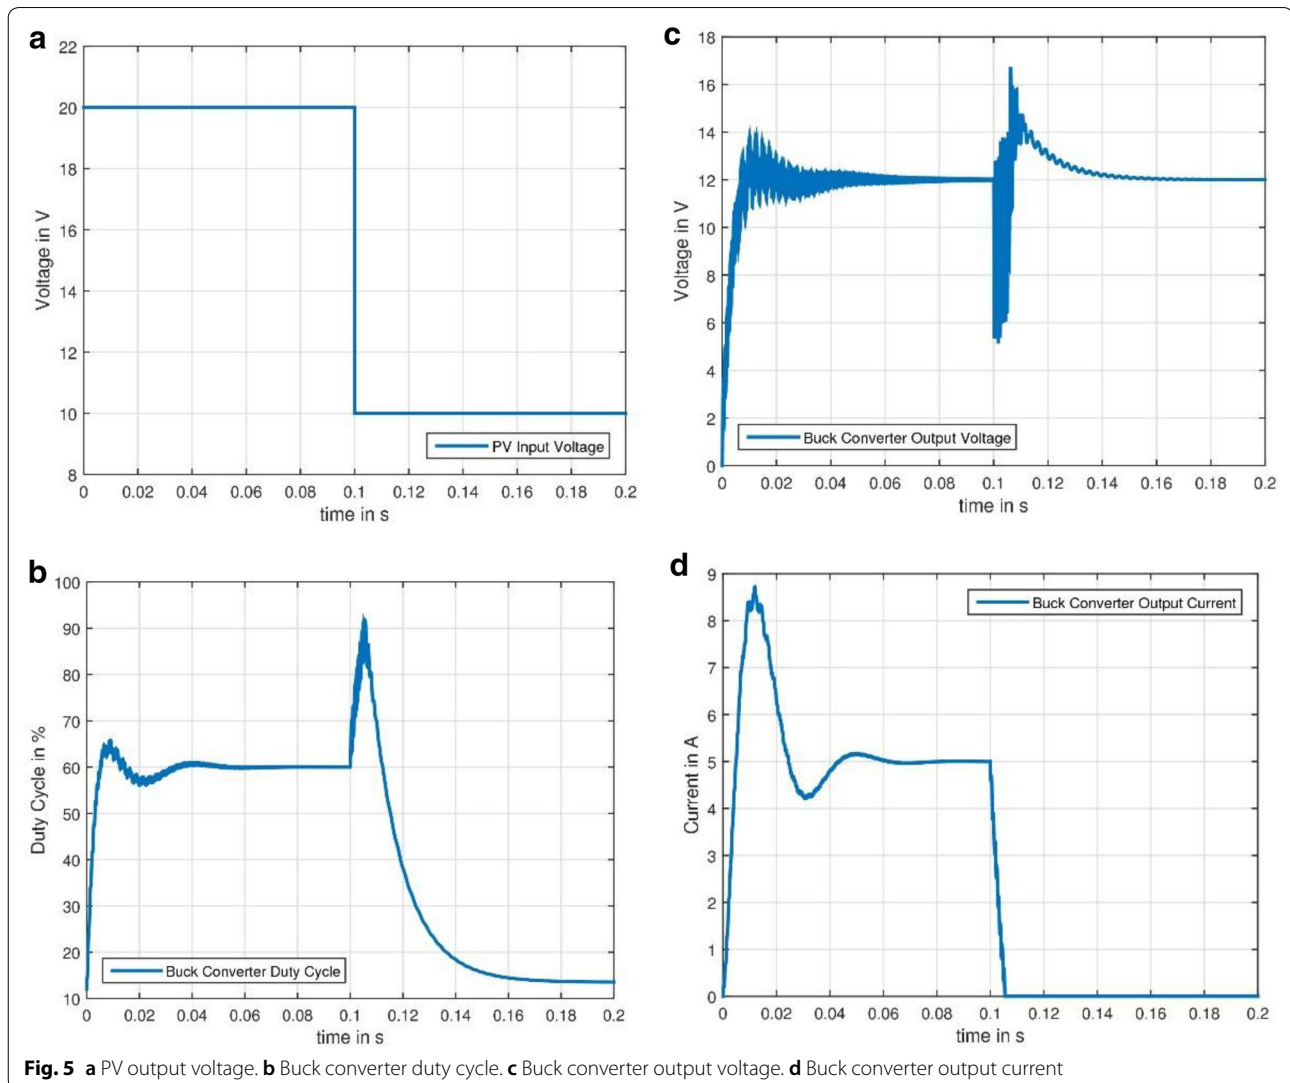 a
22
20
18
16
14
12
10
8
Voltage in V
PV Input Voltage
0 0.02 0.04 0.06 0.08 0.1 0.12 0.14 0.16 0.18 0.2
time in s
c
18
16
14
12
10
8
6
4
2
0
Voltage in V
Buck Converter Output Voltage
0 0.02 0.04 0.06 0.08 0.1 0.12 0.14 0.16 0.18 0.2
time in s
b
100
90
80
70
60
50
40
30
20
10
Duty Cycle in %
Buck Converter Duty Cycle
0 0.02 0.04 0.06 0.08 0.1 0.12 0.14 0.16 0.18 0.2
time in s
d
9
8
7
6
5
4
3
2
1
0
Current in A
Buck Converter Output Current
0 0.02 0.04 0.06 0.08 0.1 0.12 0.14 0.16 0.18 0.2
time in s
Fig. 5 a PV output voltage. b Buck converter duty cycle. c Buck converter output voltage. d Buck converter output current